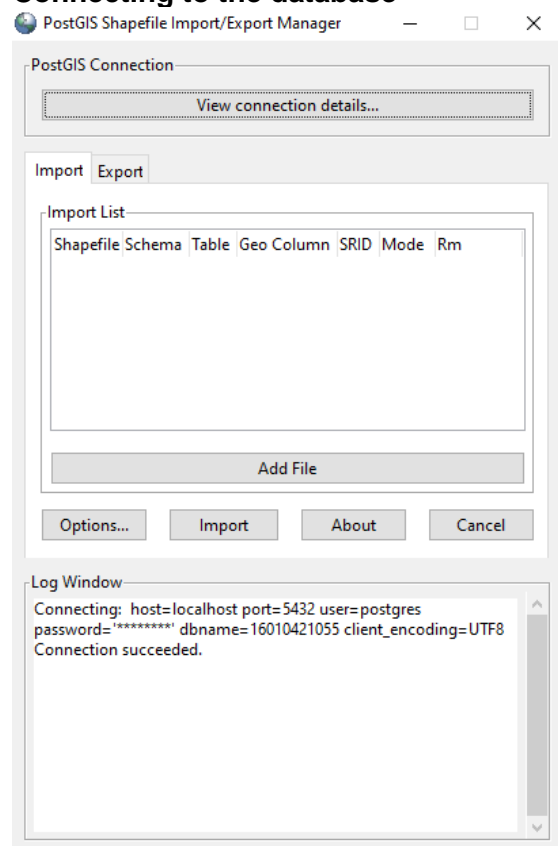 Connecting to the database
PostGIS Shapefile Import/Export Manager
PostGIS Connection
View connection details...
Import Export
Import List
Shapefile Schema Table Geo Column SRID Mode Rm
Add File
Options... Import About Cancel
Log Window
Connecting: host=localhost port=5432 user=postgres
password='********' dbname=16010421055 client_encoding=UTF8
Connection succeeded.